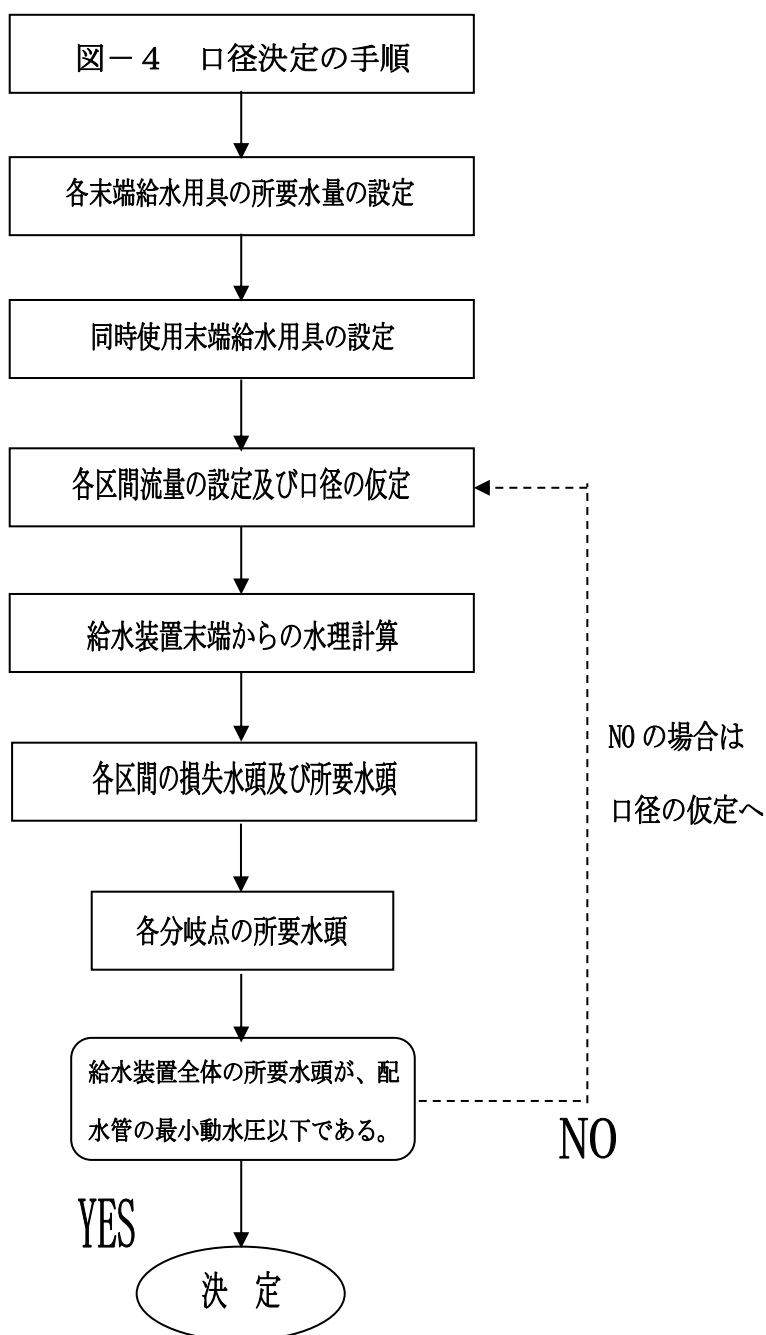 図－４　口径決定の手順
各末端給水用具の所要水量の設定
同時使用末端給水用具の設定
各区間流量の設定及び口径の仮定
給水装置末端からの水理計算
各区間の損失水頭及び所要水頭
NO の場合は
口径の仮定へ
各分岐点の所要水頭
給水装置全体の所要水頭が、配
水管の最小動水圧以下である。
NO
YES
決　定